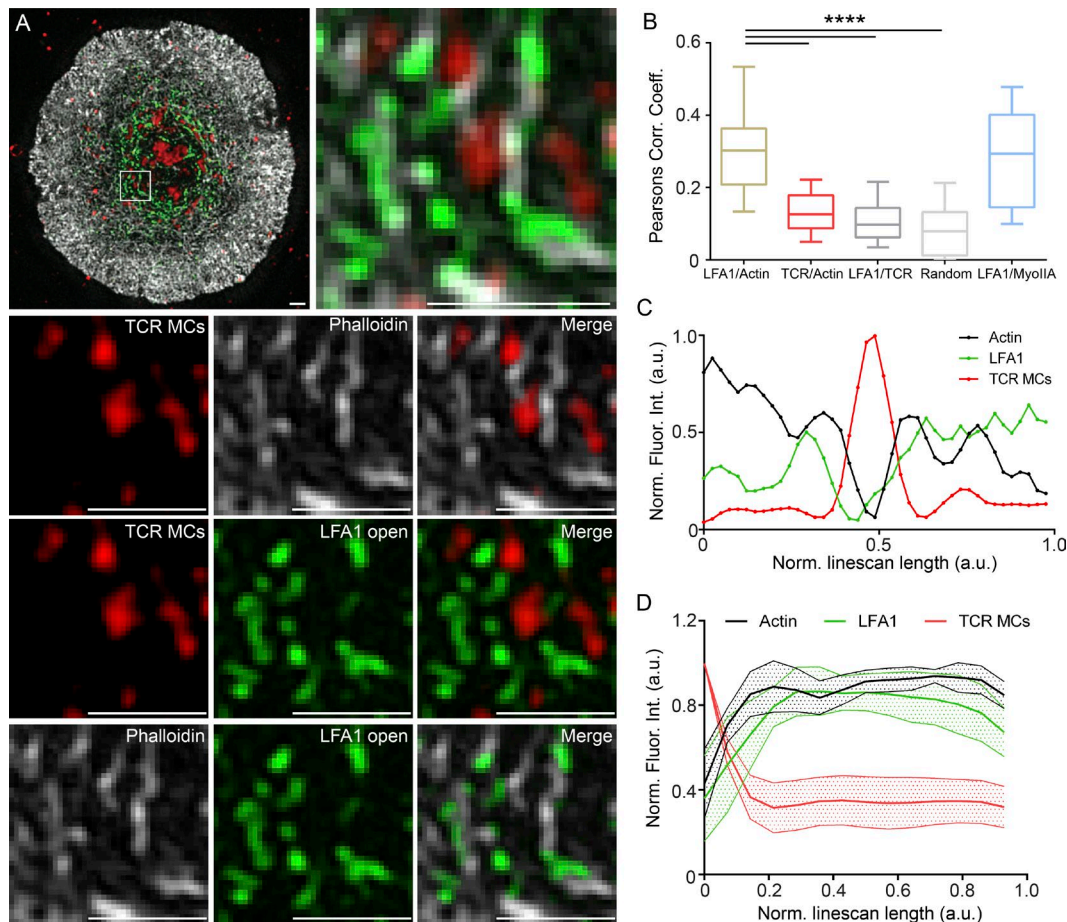 A
TCR MCs
Phalloidin
Merge
TCR MCs
LFA1 open
Merge
Phalloidin
LFA1 open
Merge
B
****
Pearsons Corr. Coeff.
0.6
0.4
0.2
0
LFA1/Actin TCR/Actin LFA1/TCR Random LFA1/MyoIIA
C
Norm. Fluor. Int. (a.u.)
1.0
0.5
0
Actin
LFA1
TCR MCs
0 0.5 1.0
Norm. linescan length (a.u.)
D
Actin LFA1 TCR MCs
Norm. Fluor. Int. (a.u.)
1.2
0.8
0.4
0
0 0.2 0.4 0.6 0.8 1.0
Norm. linescan length (a.u.)